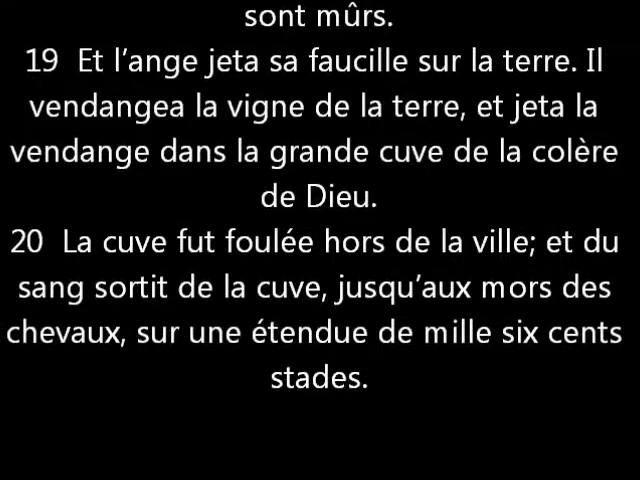 sont mûrs.
19  Et l’ange jeta sa faucille sur la terre. Il
vendangea la vigne de la terre, et jeta la
vendange dans la grande cuve de la colère
de Dieu.
20  La cuve fut foulée hors de la ville; et du
sang sortit de la cuve, jusqu’aux mors des
chevaux, sur une étendue de mille six cents
stades.